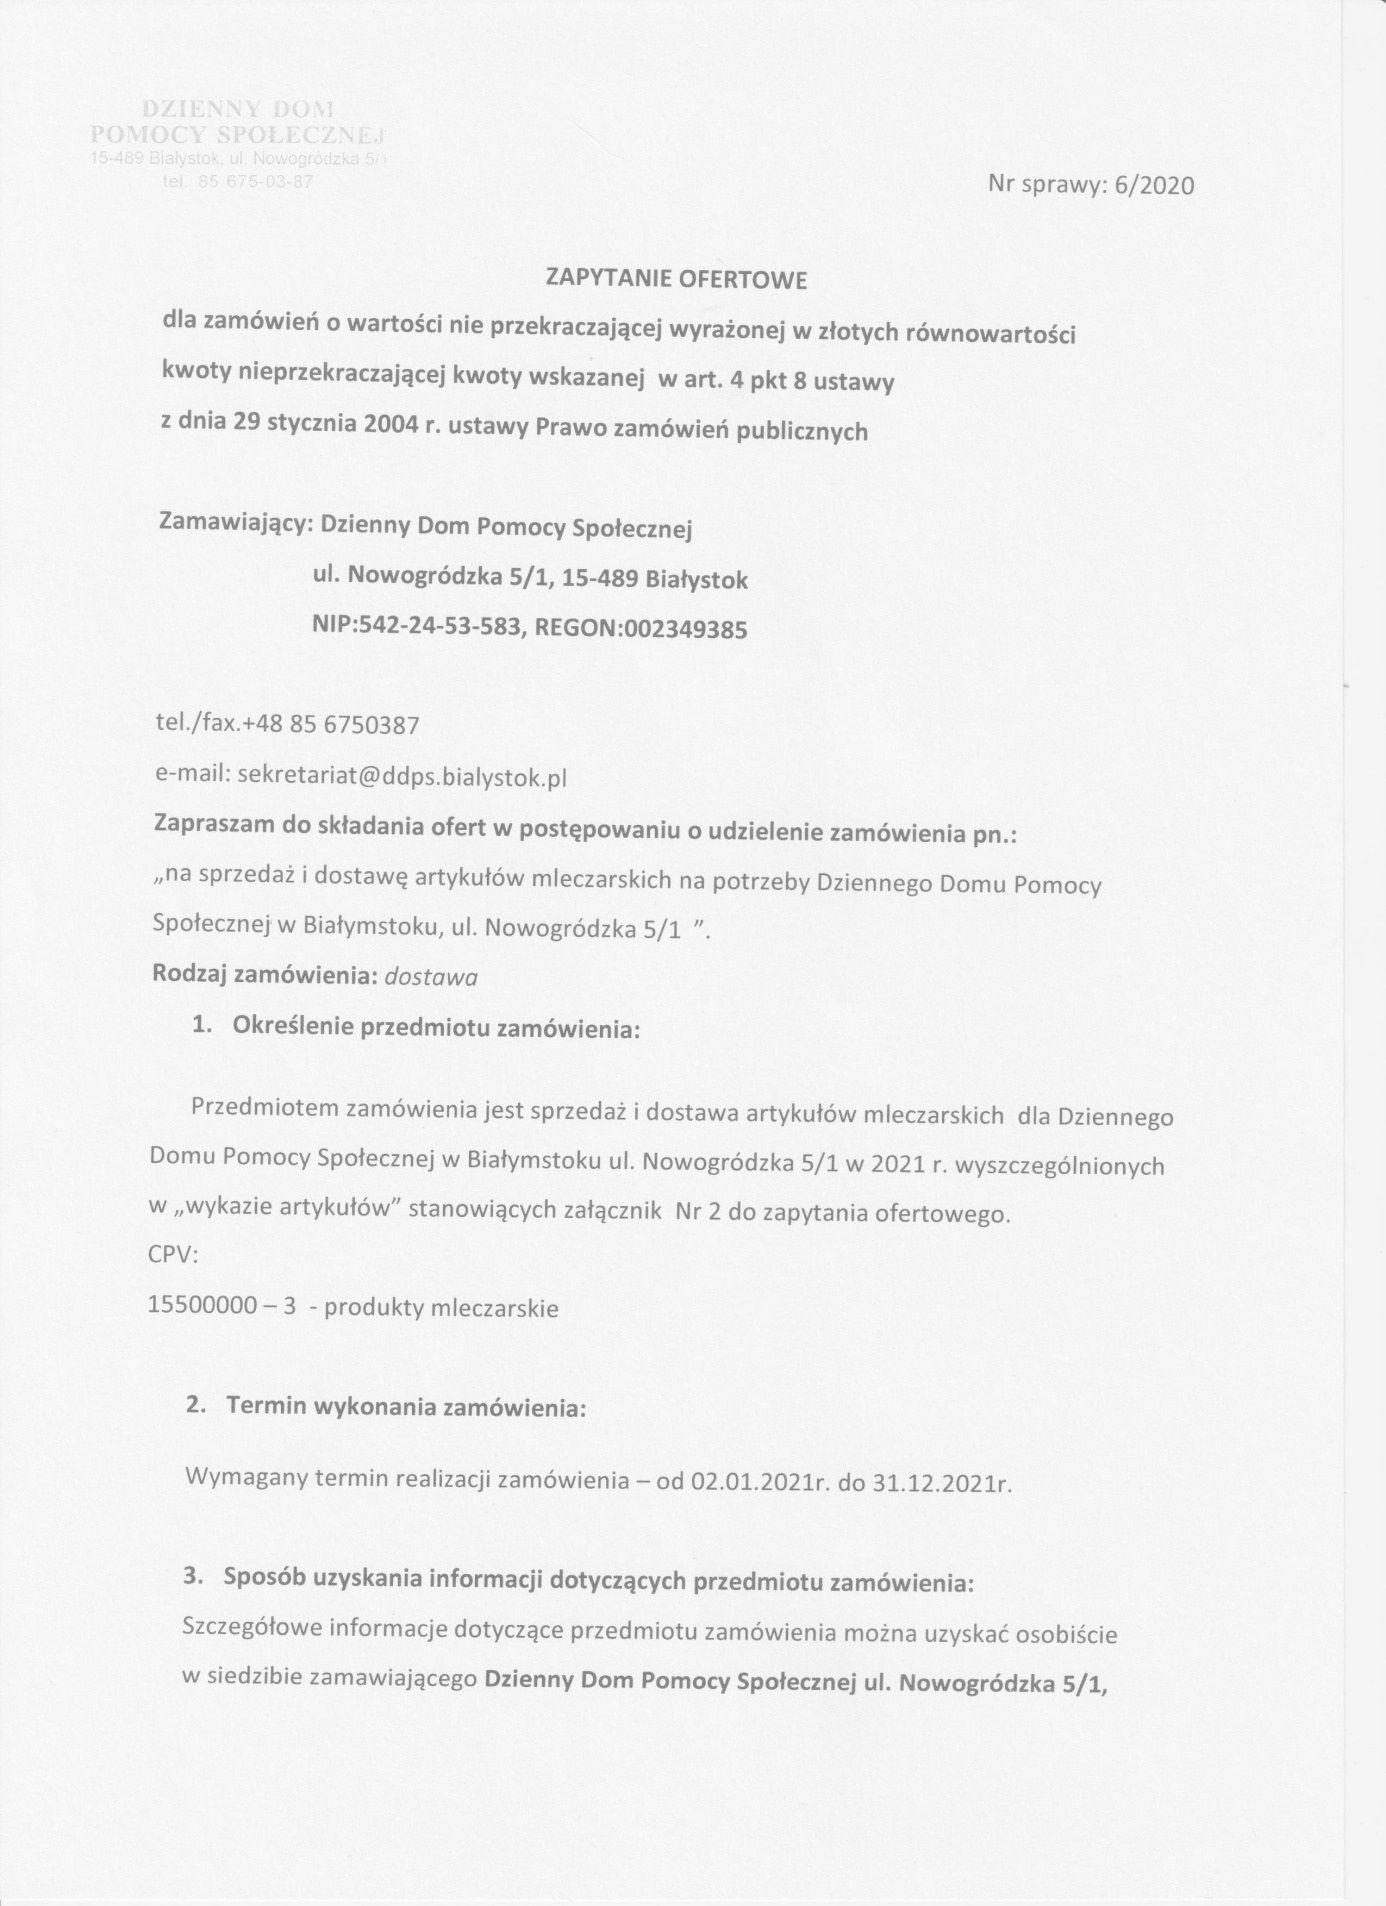 DZIENNY DOM
POMOCY SPOŁECZNEJ
15-489 Białystok, ul. Nowogródzka 5/1
tel. 85 675-03-87
Nr sprawy: 6/2020
ZAPYTANIE OFERTOWE
dla zamówień o wartości nie przekraczającej wyrażonej w złotych równowartości
kwoty nieprzekraczającej kwoty wskazanej w art. 4 pkt 8 ustawy
z dnia 29 stycznia 2004 r. ustawy Prawo zamówień publicznych
Zamawiający: Dzienny Dom Pomocy Społecznej
ul. Nowogródzka 5/1, 15-489 Białystok
NIP:542-24-53-583, REGON:002349385
tel./fax.+48 85 6750387
e-mail: sekretariat@ddps.bialystok.pl
Zapraszam do składania ofert w postępowaniu o udzielenie zamówienia pn.:
„na sprzedaż i dostawę artykułów mleczarskich na potrzeby Dziennego Domu Pomocy
Społecznej w Białymstoku, ul. Nowogródzka 5/1 ”.
Rodzaj zamówienia: dostawa
1. Określenie przedmiotu zamówienia:
Przedmiotem zamówienia jest sprzedaż i dostawa artykułów mleczarskich dla Dziennego
Domu Pomocy Społecznej w Białymstoku ul. Nowogródzka 5/1 w 2021 r. wyszczególnionych
w „wykazie artykułów” stanowiących załącznik Nr 2 do zapytania ofertowego.
CPV:
15500000 – 3 - produkty mleczarskie
2. Termin wykonania zamówienia:
Wymagany termin realizacji zamówienia – od 02.01.2021r. do 31.12.2021r.
3. Sposób uzyskania informacji dotyczących przedmiotu zamówienia:
Szczegółowe informacje dotyczące przedmiotu zamówienia można uzyskać osobiście
w siedzibie zamawiającego Dzienny Dom Pomocy Społecznej ul. Nowogródzka 5/1,